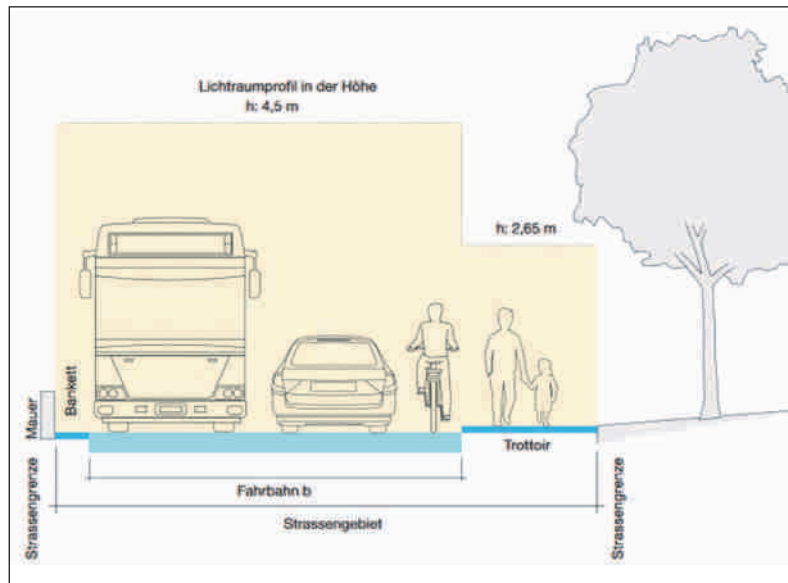 Lichtraumprofil in der Höhe
h: 4,5 m
h: 2,65 m
Bankett
Mauer
Trottoir
Fahrbahn b
Strassengebiet
Strassengrenze
Strassengrenze